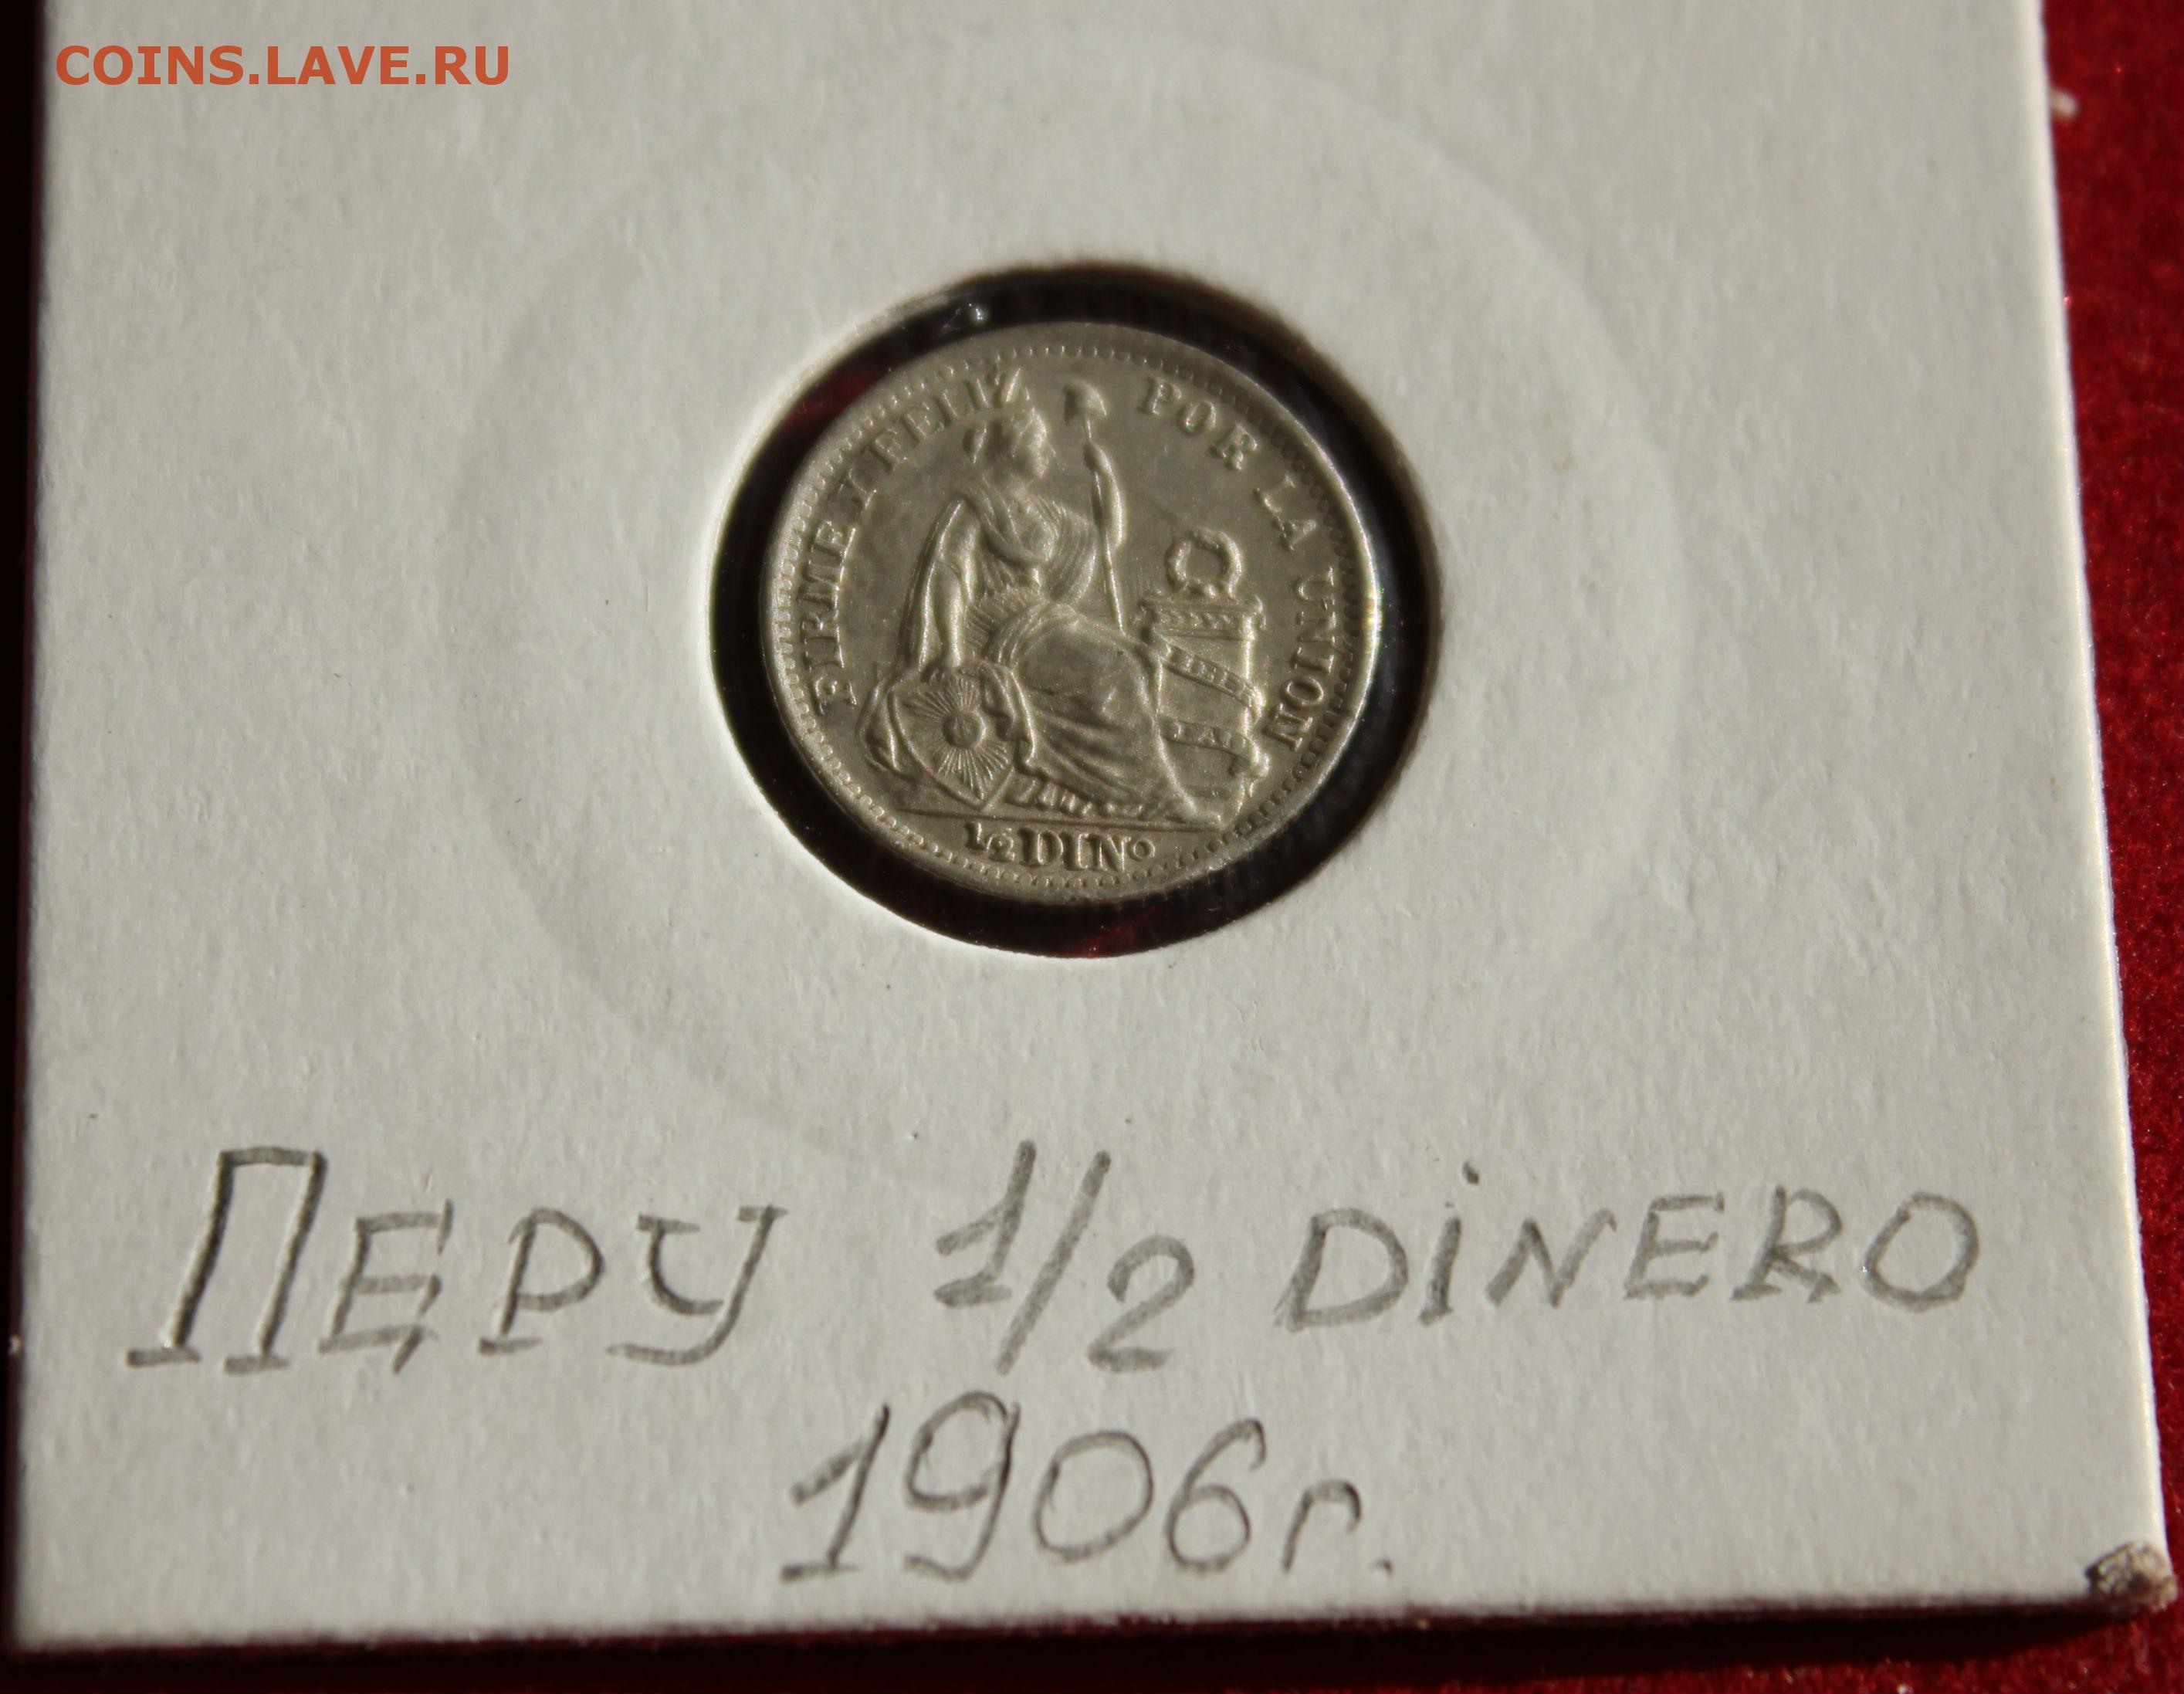 COINS.LAVE.RU
FIRME Y FELIZ POR LA UNION
1/2 DINº
ПЕРУ 1/2 DINERO
1906г.